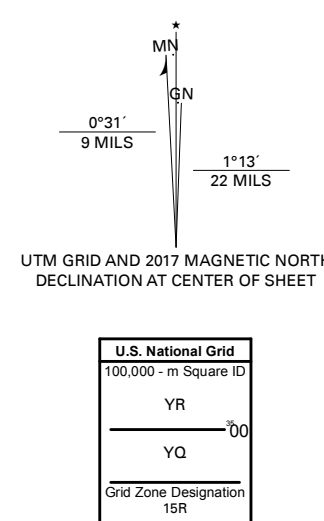 ★
MN
GN
0°31´
9 MILS
1°13´
22 MILS
UTM GRID AND 2017 MAGNETIC NORTH
DECLINATION AT CENTER OF SHEET
U.S. National Grid
100,000 - m Square ID
YR
3500
YQ
Grid Zone Designation
15R